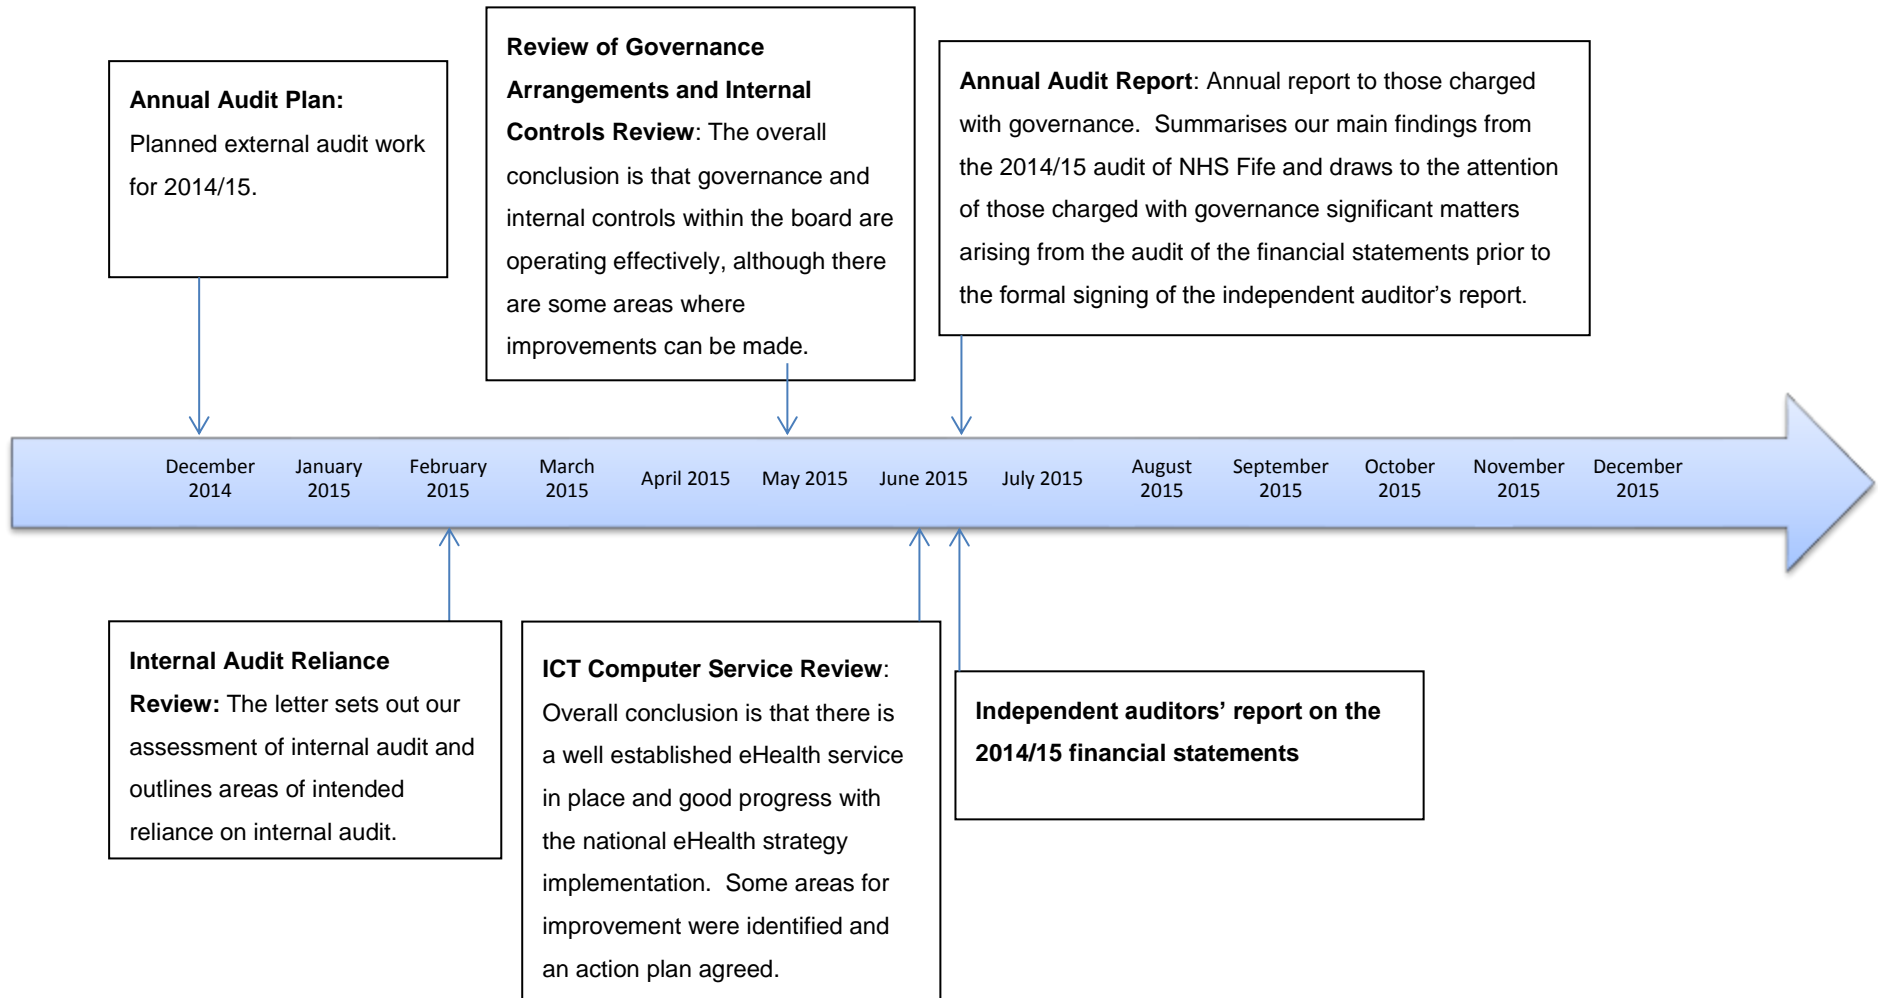 Annual Audit Plan:
Planned external audit work
for 2014/15.
Review of Governance
Arrangements and Internal
Controls Review: The overall
conclusion is that governance and
internal controls within the board are
operating effectively, although there
are some areas where
improvements can be made.
Annual Audit Report: Annual report to those charged
with governance.  Summarises our main findings from
the 2014/15 audit of NHS Fife and draws to the attention
of those charged with governance significant matters
arising from the audit of the financial statements prior to
the formal signing of the independent auditor’s report.
December
2014
January
2015
February
2015
March
2015
April 2015
May 2015
June 2015
July 2015
August
2015
September
2015
October
2015
November
2015
December
2015
Internal Audit Reliance
Review: The letter sets out our
assessment of internal audit and
outlines areas of intended
reliance on internal audit.
ICT Computer Service Review:
Overall conclusion is that there is
a well established eHealth service
in place and good progress with
the national eHealth strategy
implementation.  Some areas for
improvement were identified and
an action plan agreed.
Independent auditors’ report on the
2014/15 financial statements